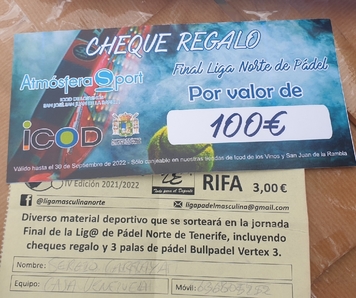 CHEQUE REGALO
Final Liga Norte de Pádel
Atmósfera Sport
Por valor de
100€
icod
Válido hasta el 30 de Septiembre de 2022 - Sólo canjeable en nuestras tiendas de Icod de los Vinos y San Juan de la Rambla
IV Edición 2021/2022
RIFA 3,00 €
@ligamasculinanorte
ligapadelmasculina@gmail.com
Diverso material deportivo que se sorteará en la jornada
Final de la Lig@ de Pádel Norte de Tenerife, incluyendo
cheques regalo y 3 palas de pádel Bullpadel Vertex 3.
Nombre:
Equipo:
Móvil: